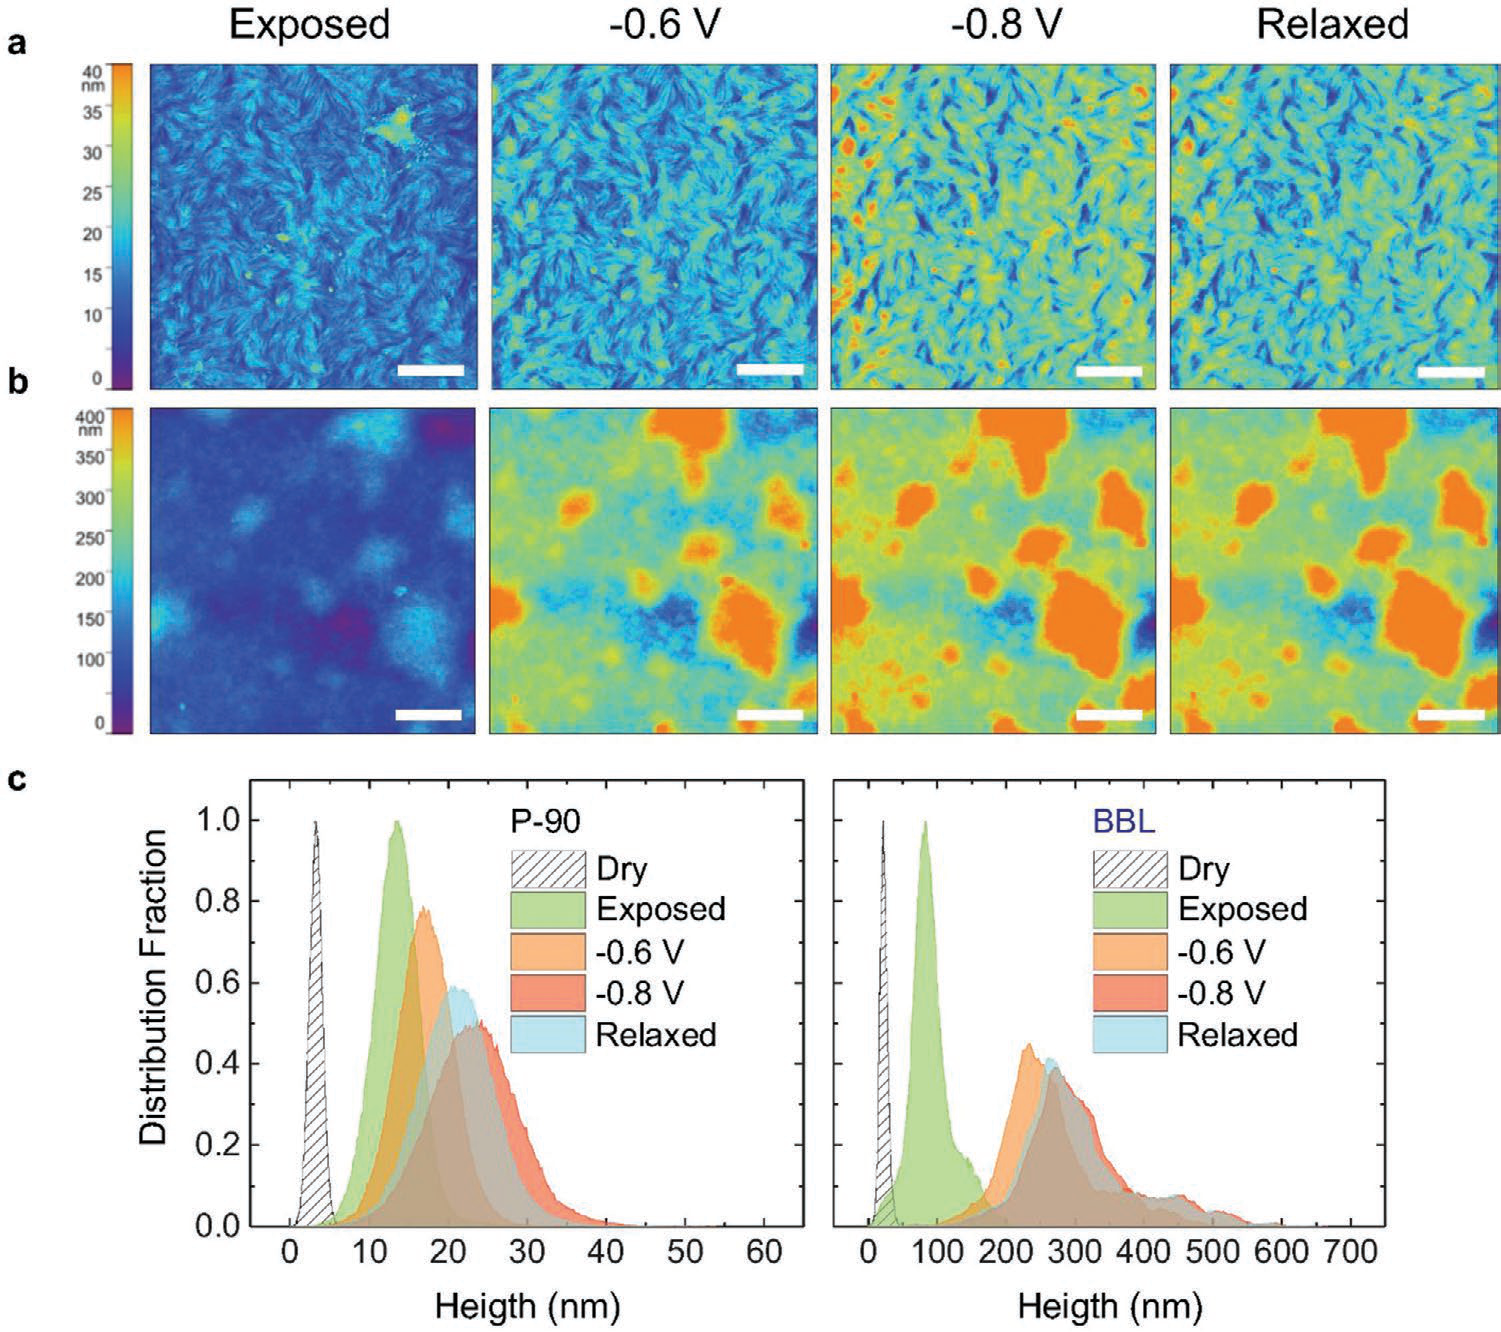 Exposed -0.6 V -0.8 V Relaxed
a
40
nm
35
30
25
20
15
10
0
b
400
nm
350
300
250
200
150
100
0
c
Distribution Fraction
1.0
0.8
0.6
0.4
0.2
0.0
P-90
Dry
Exposed
-0.6 V
-0.8 V
Relaxed
0 10 20 30 40 50 60
Heigth (nm)
BBL
Dry
Exposed
-0.6 V
-0.8 V
Relaxed
0 100 200 300 400 500 600 700
Heigth (nm)